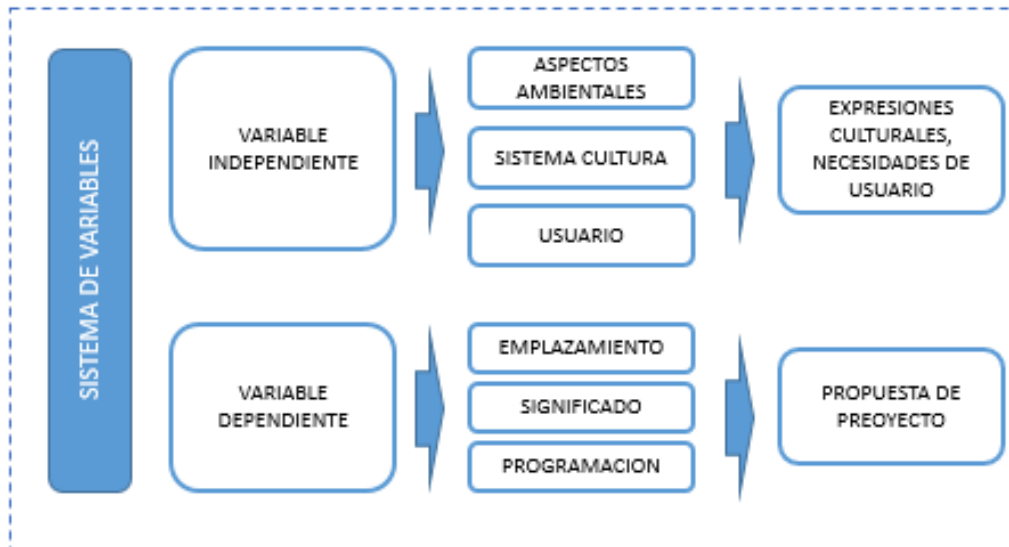 SISTEMA DE VARIABLES
VARIABLE
INDEPENDIENTE
ASPECTOS
AMBIENTALES
SISTEMA CULTURA
USUARIO
EXPRESIONES
CULTURALES,
NECESIDADES DE
USUARIO
VARIABLE
DEPENDIENTE
EMPLAZAMIENTO
SIGNIFICADO
PROGRAMACION
PROPUESTA DE
PREOYECTO